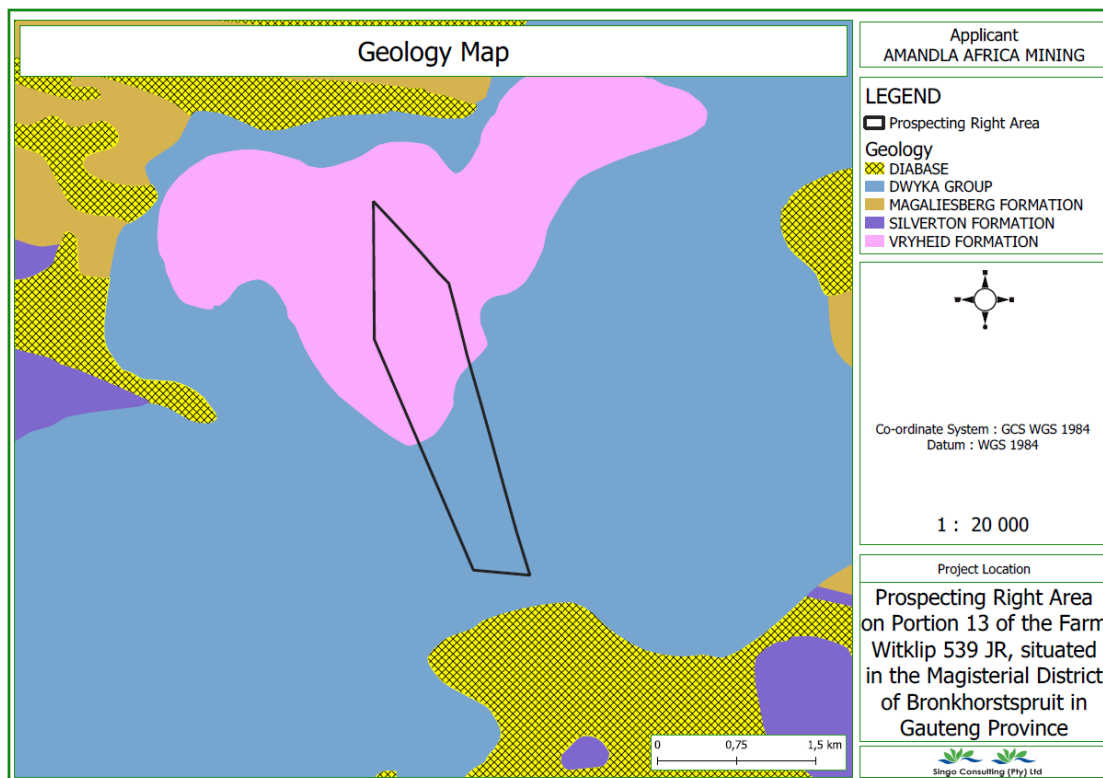 Geology Map
Applicant
AMANDLA AFRICA MINING
LEGEND
Prospecting Right Area
Geology
DIABASE
DWYKA GROUP
MAGALIESBERG FORMATION
SILVERTON FORMATION
VRYHEID FORMATION
Co-ordinate System : GCS WGS 1984
Datum : WGS 1984
1 : 20 000
Project Location
Prospecting Right Area
on Portion 13 of the Farm
Witklip 539 JR, situated
in the Magisterial District
of Bronkhorstspruit in
Gauteng Province
0 0,75 1,5 km
Singo Consulting (Pty) Ltd